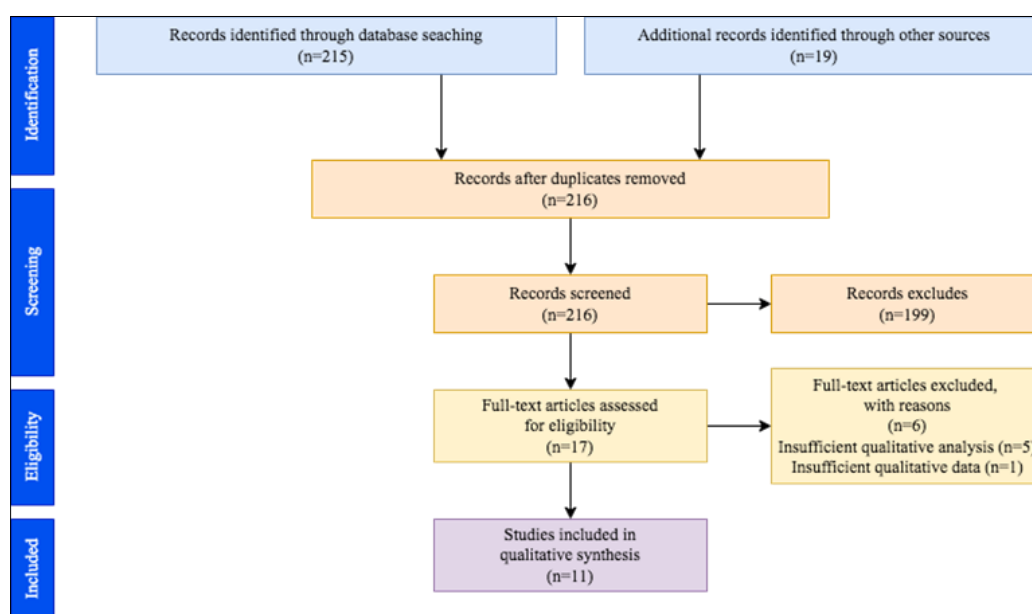 Identification
Records identified through database seaching
(n=215)
Additional records identified through other sources
(n=19)
Records after duplicates removed
(n=216)
Screening
Records screened
(n=216)
Records excludes
(n=199)
Eligibility
Full-text articles assessed
for eligibility
(n=17)
Full-text articles excluded,
with reasons
(n=6)
Insufficient qualitative analysis (n=5)
Insufficient qualitative data (n=1)
Included
Studies included in
qualitative synthesis
(n=11)